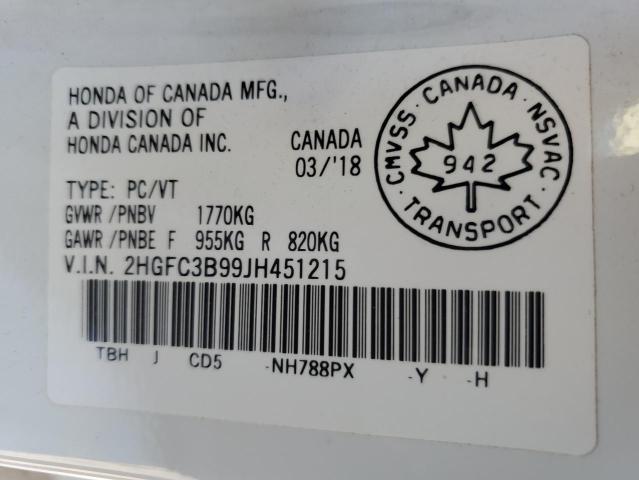 HONDA OF CANADA MFG.,
A DIVISION OF
HONDA CANADA INC.
CANADA
03/'18
TYPE: PC/VT
GVWR /PNBV 1770KG
GAWR /PNBE F 955KG R 820KG
V.I.N. 2HGFC3B99JH451215
TBH J CD5 -NH788PX -Y -H
CMVSS · CANADA · NSVAC · TRANSPORT ·
942